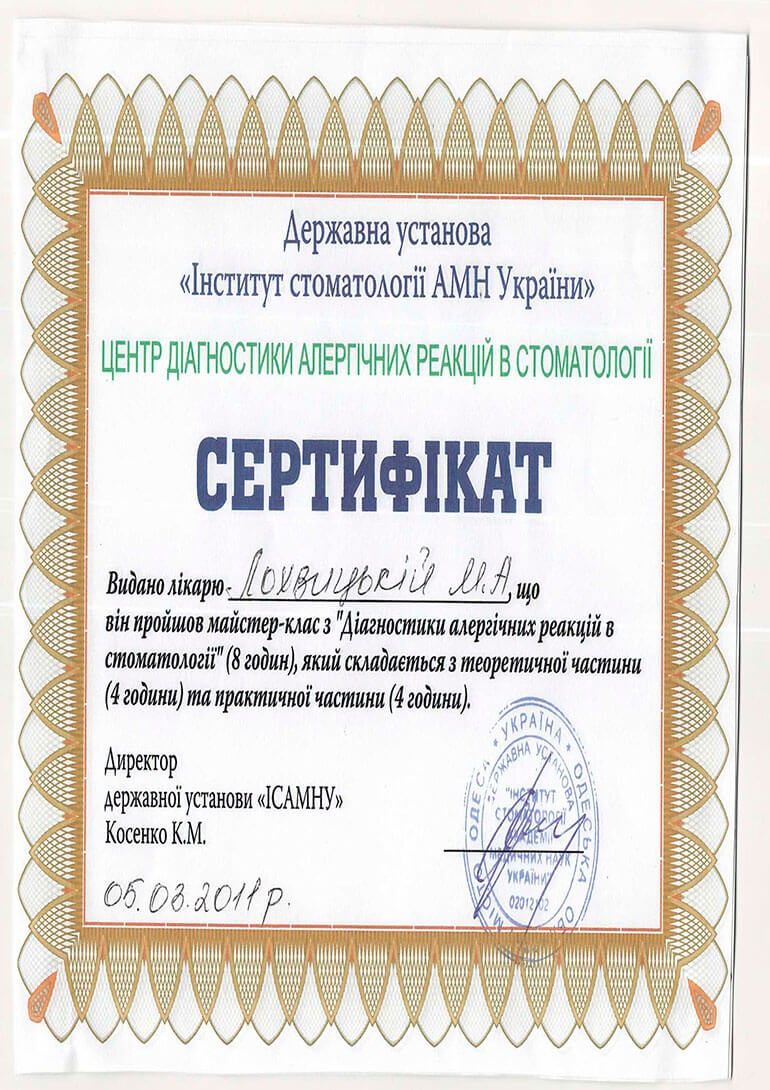 Державна установа
«Інститут стоматології АМН України»
ЦЕНТР ДІАГНОСТИКИ АЛЕРГІЧНИХ РЕАКЦІЙ В СТОМАТОЛОГІЇ
СЕРТИФІКАТ
Видано лікарю - Лохвицькій М.А, що
він пройшов майстер-клас з "Діагностики алергічних реакцій в
стоматології" (8 годин), який складається з теоретичної частини
(4 години) та практичної частини (4 години).
Директор
державної установи «ІСАМНУ»
Косенко К.М.
05.03.2011 р.
* УКРАЇНА * ОДЕСЬКА ОБЛ
МІСТО ОДЕСА
ДЕРЖАВНА УСТАНОВА
"ІНСТИТУТ
СТОМАТОЛОГІЇ
АКАДЕМІЇ
МЕДИЧНИХ НАУК
УКРАЇНИ"